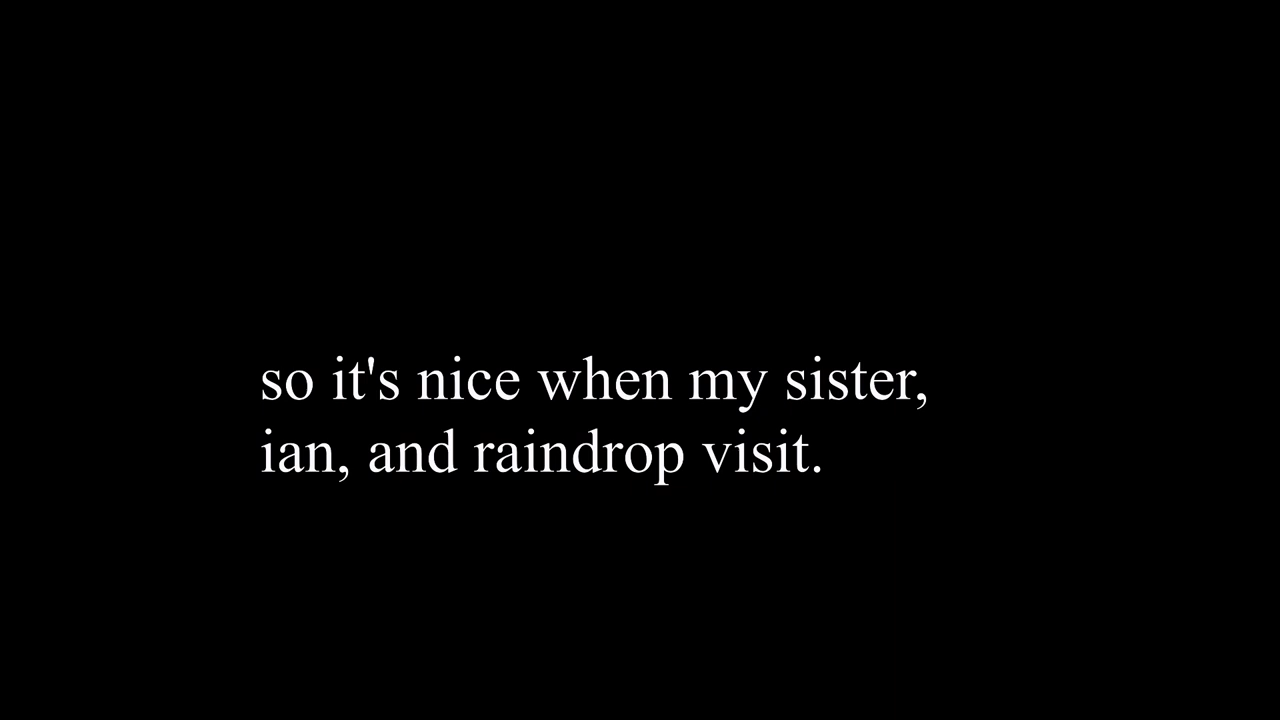 so it's nice when my sister,
ian, and raindrop visit.